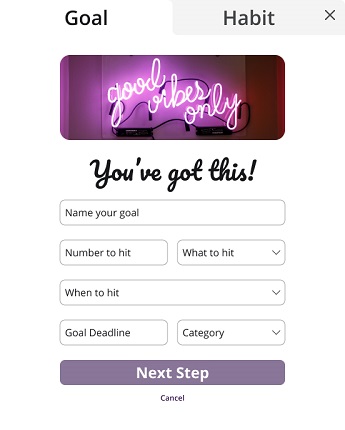 Goal
Habit
good
vibes
only
You've got this!
Name your goal
Number to hit
What to hit
When to hit
Goal Deadline
Category
Next Step
Cancel